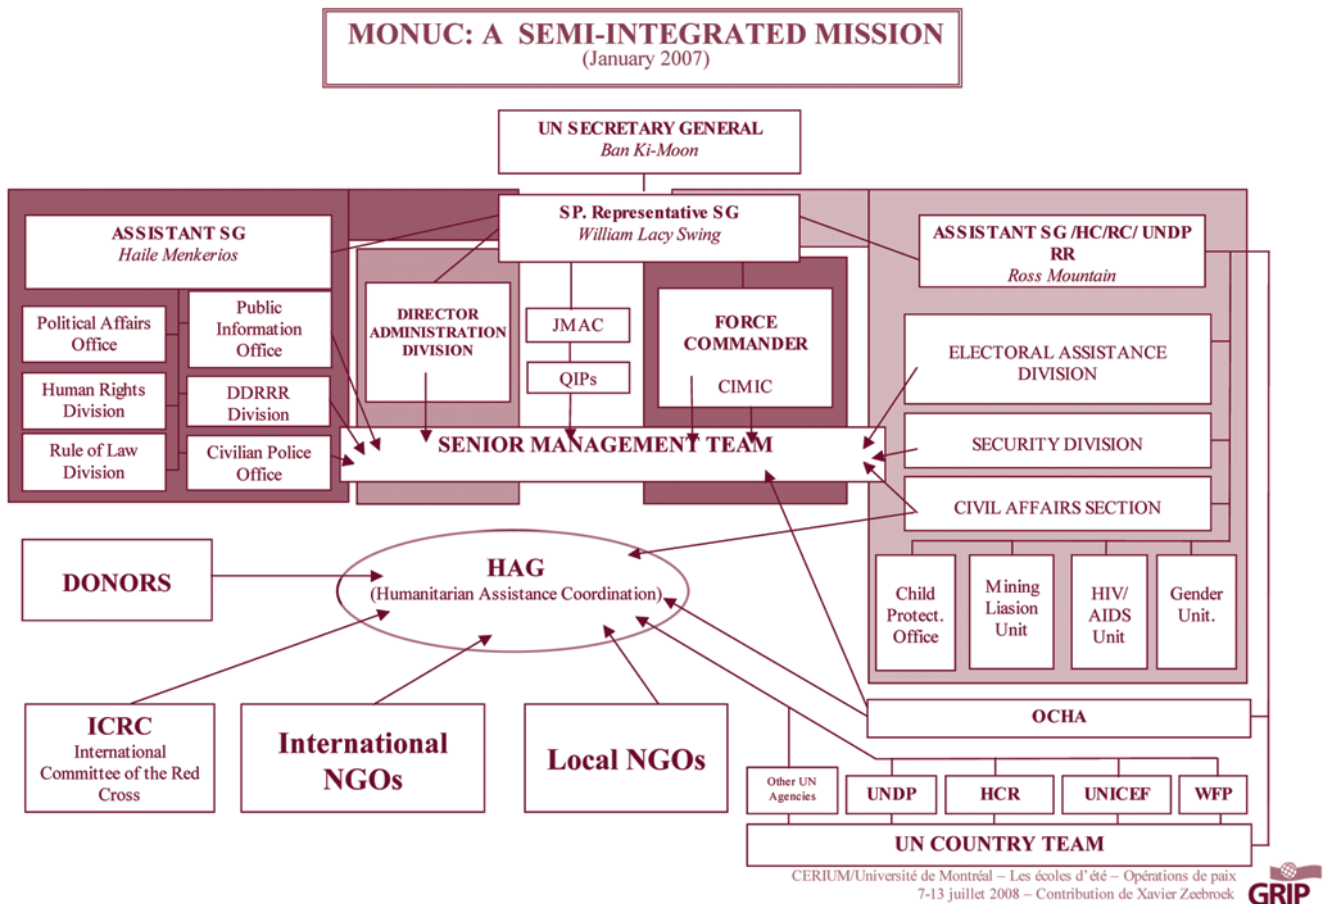 MONUC: A SEMI-INTEGRATED MISSION
(January 2007)
UN SECRETARY GENERAL
Ban Ki-Moon
SP. Representative SG
William Lacy Swing
ASSISTANT SG
Haile Menkerios
ASSISTANT SG /HC/RC/ UNDP
RR
Ross Mountain
Political Affairs
Office
Public
Information
Office
Human Rights
Division
DDRRR
Division
Rule of Law
Division
Civilian Police
Office
DIRECTOR
ADMINISTRATION
DIVISION
JMAC
QIPs
FORCE
COMMANDER
CIMIC
ELECTORAL ASSISTANCE
DIVISION
SECURITY DIVISION
CIVIL AFFAIRS SECTION
SENIOR MANAGEMENT TEAM
Child
Protect.
Office
Mining
Liasion
Unit
HIV/
AIDS
Unit
Gender
Unit.
DONORS
HAG
(Humanitarian Assistance Coordination)
ICRC
International
Committee of the Red
Cross
International
NGOs
Local NGOs
OCHA
Other UN
Agencies
UNDP
HCR
UNICEF
WFP
UN COUNTRY TEAM
CERIUM/Université de Montréal – Les écoles d'été – Opérations de paix
7-13 juillet 2008 – Contribution de Xavier Zeebroek
GRIP